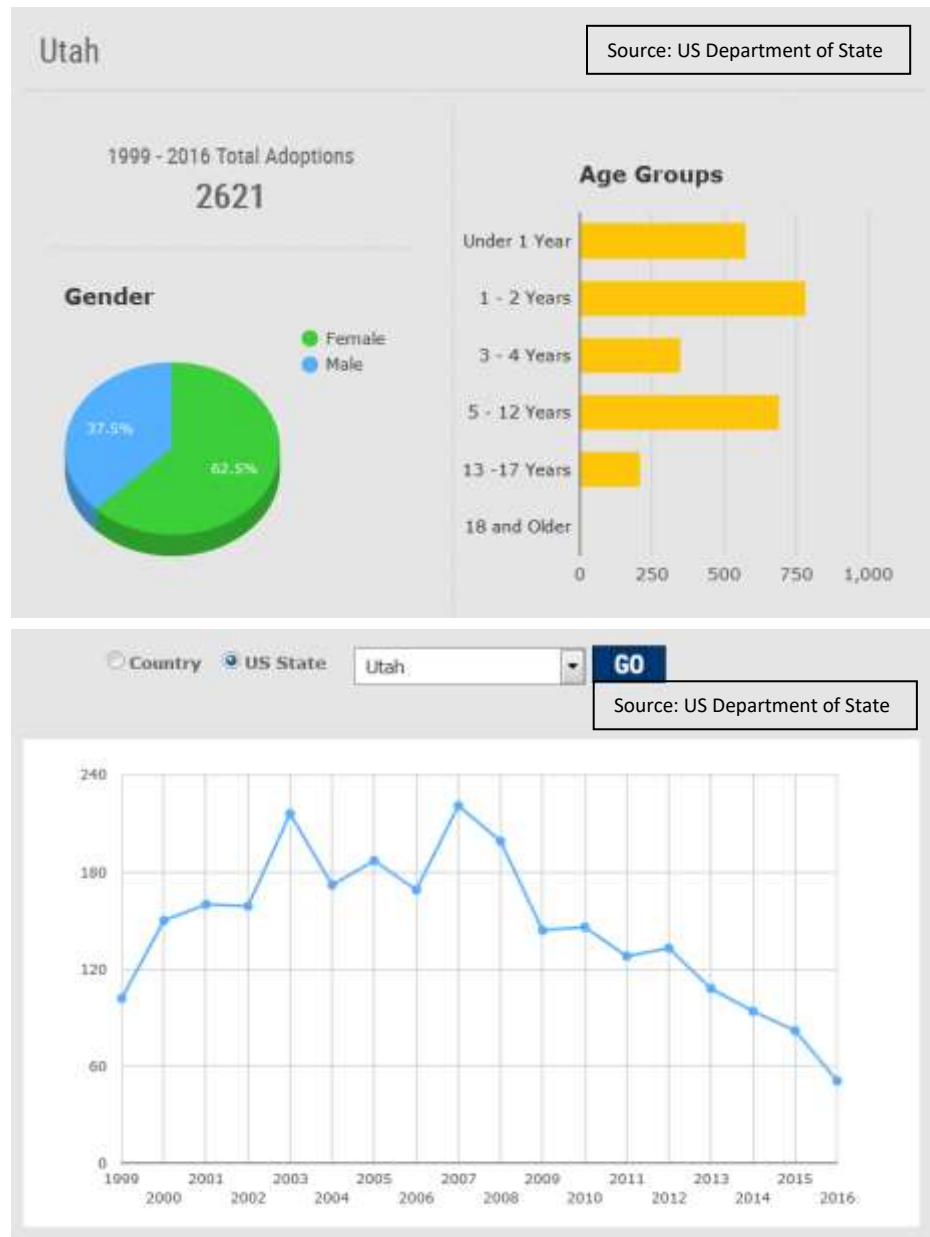 Utah
Source: US Department of State
1999 - 2016 Total Adoptions
2621
Gender
Female
Male
37.5%
62.5%
Age Groups
Under 1 Year
1 - 2 Years
3 - 4 Years
5 - 12 Years
13 -17 Years
18 and Older
0 250 500 750 1,000
Country US State Utah GO
Source: US Department of State
240
180
120
60
0
1999 2001 2003 2005 2007 2009 2011 2013 2015
2000 2002 2004 2006 2008 2010 2012 2014 2016